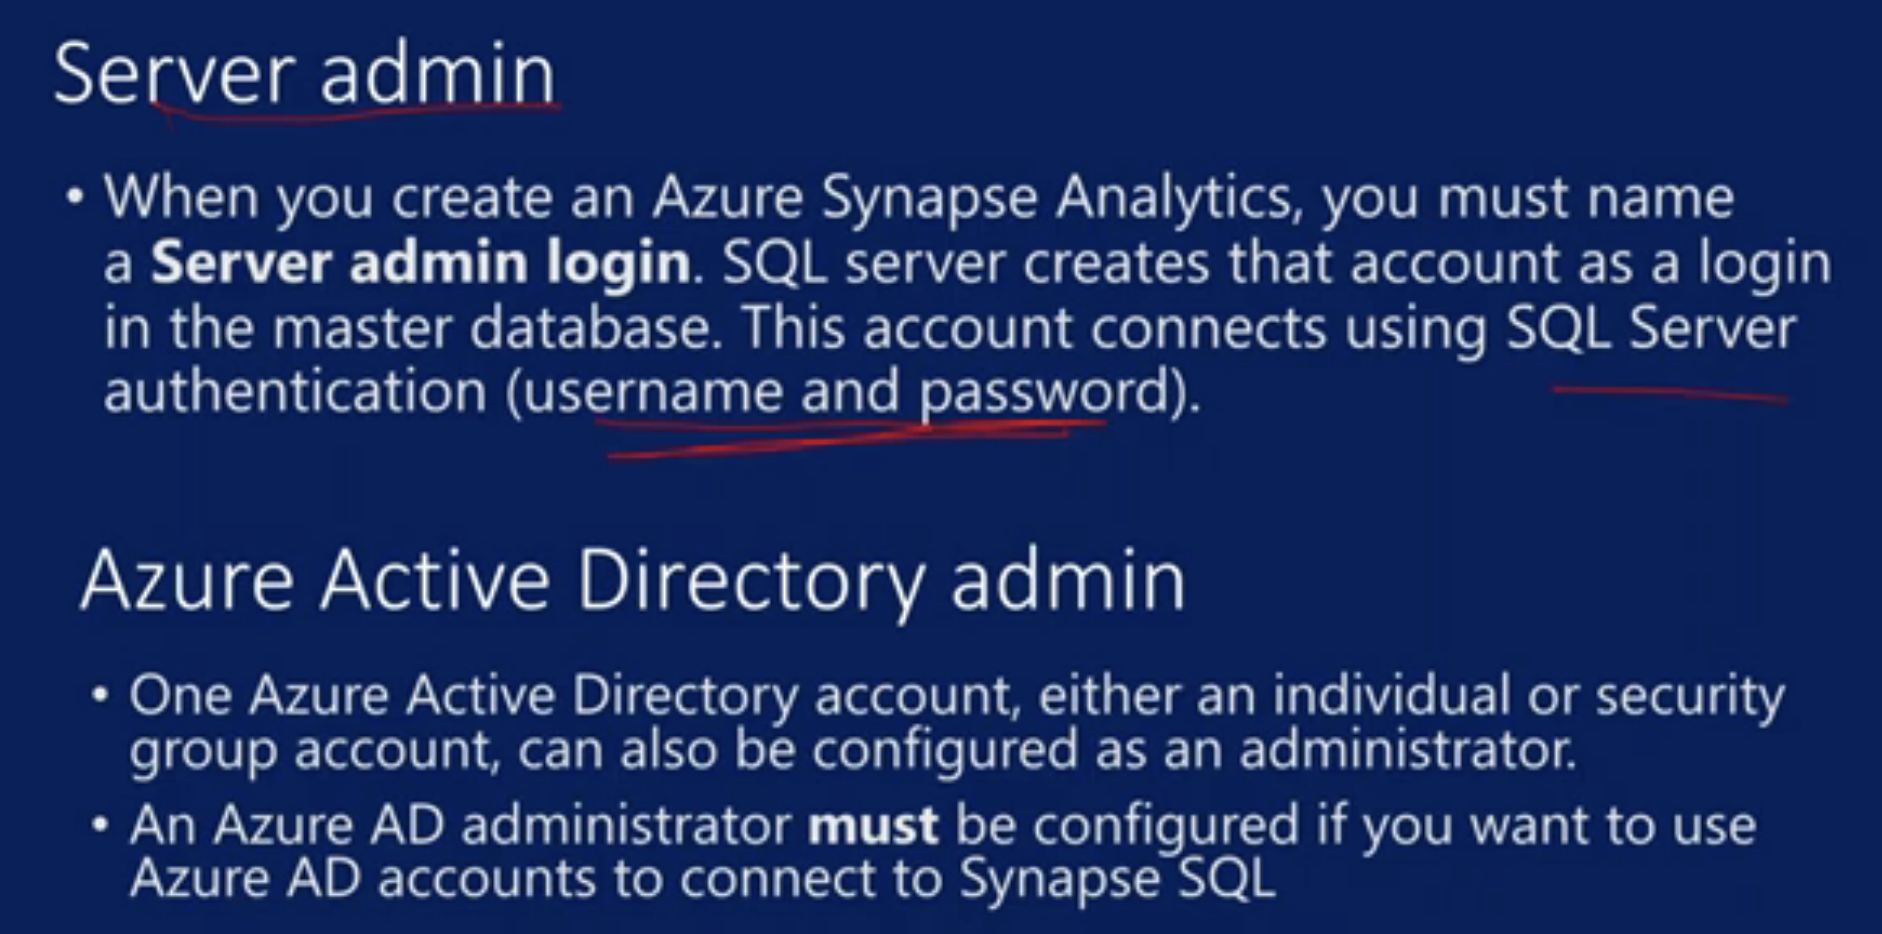 Server admin
• When you create an Azure Synapse Analytics, you must name
a Server admin login. SQL server creates that account as a login
in the master database. This account connects using SQL Server
authentication (username and password).
Azure Active Directory admin
• One Azure Active Directory account, either an individual or security
group account, can also be configured as an administrator.
• An Azure AD administrator must be configured if you want to use
Azure AD accounts to connect to Synapse SQL